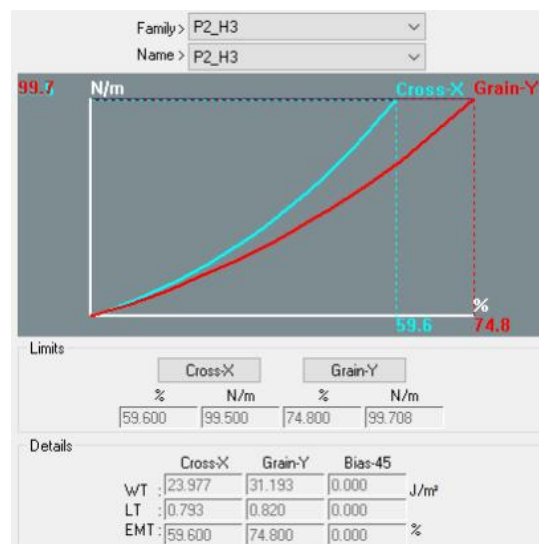 Family > P2_H3
Name > P2_H3
99.7 N/m Cross-X Grain-Y
%
59.6 74.8
Limits
Cross-X Grain-Y
% N/m % N/m
59.600 99.500 74.800 99.708
Details
Cross-X Grain-Y Bias-45
WT : 23.977 31.193 0.000 J/m²
LT : 0.793 0.820 0.000
EMT : 59.600 74.800 0.000 %